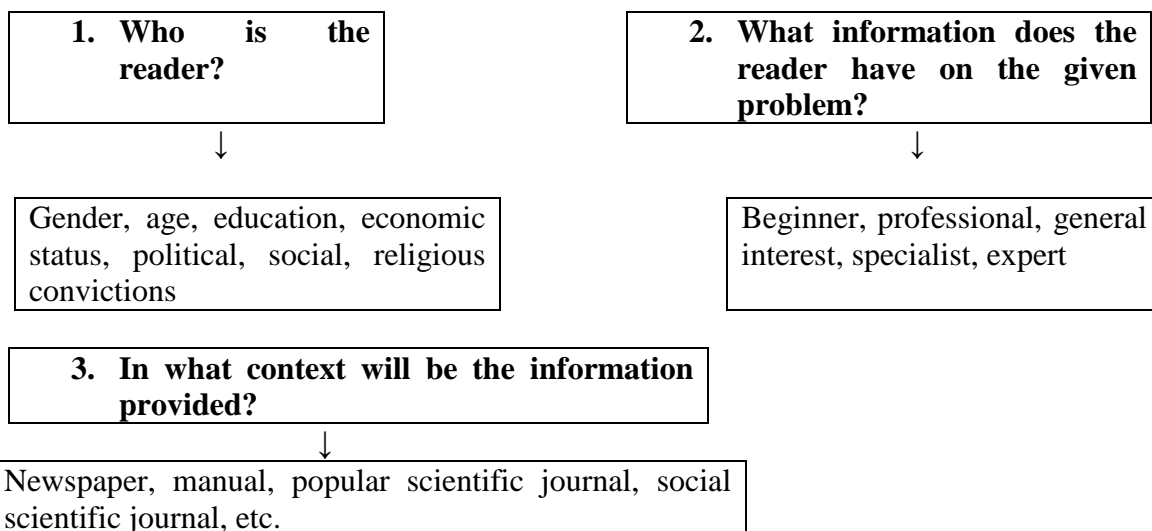 1. Who is the
reader?
2. What information does the
reader have on the given
problem?
↓
↓
Gender, age, education, economic
status, political, social, religious
convictions
Beginner, professional, general
interest, specialist, expert
3. In what context will be the information
provided?
↓
Newspaper, manual, popular scientific journal, social
scientific journal, etc.